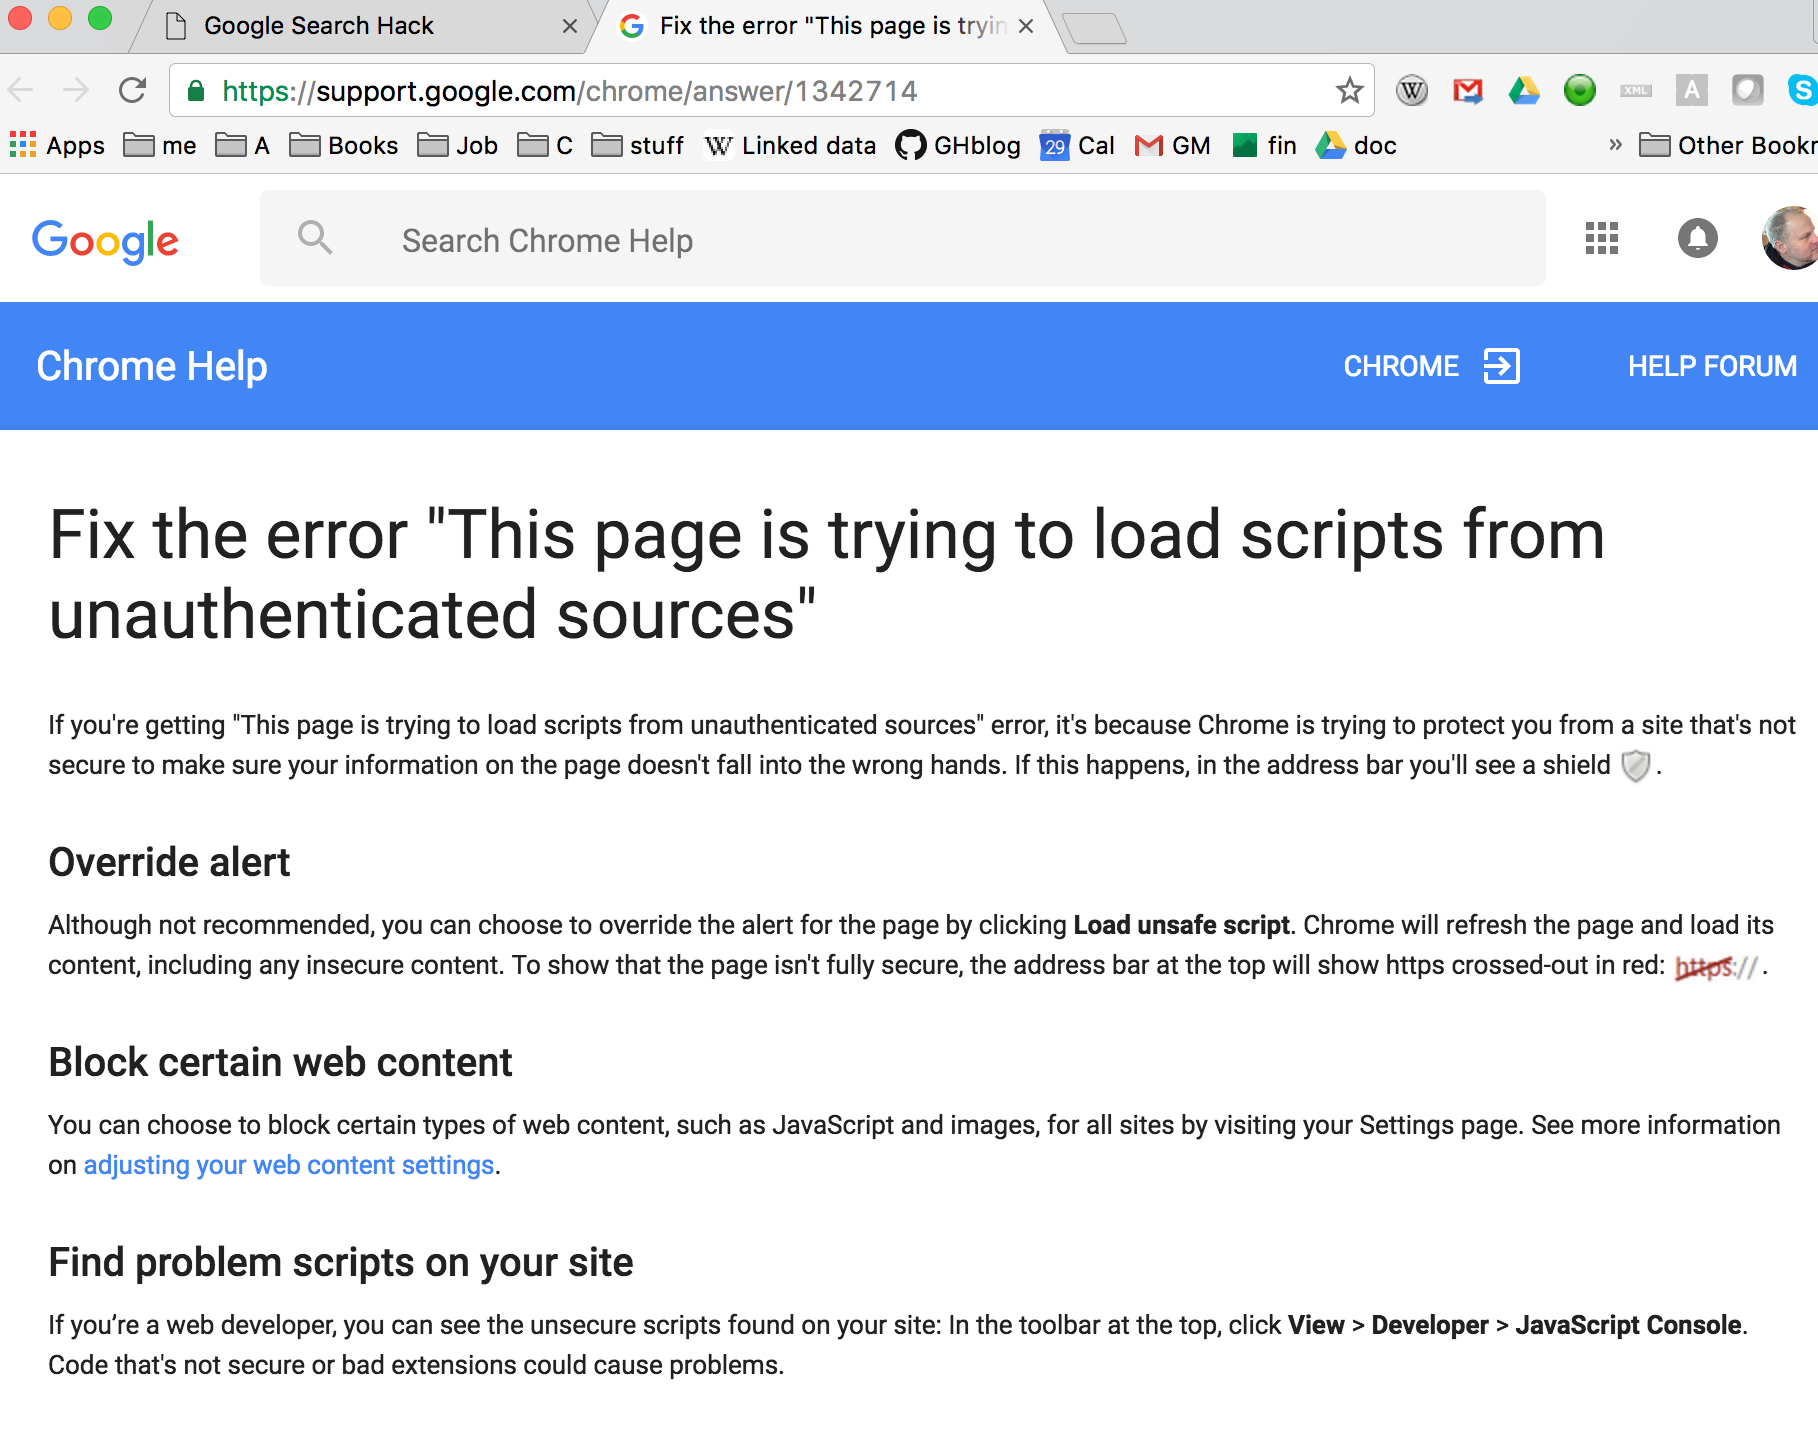 Google Search Hack
Fix the error "This page is tryin
https://support.google.com/chrome/answer/1342714
W
XML
A
S
Apps me A Books Job C stuff W Linked data GHblog 29 Cal GM fin doc » Other Bookr
Google
Search Chrome Help
Chrome Help
CHROME
HELP FORUM
Fix the error "This page is trying to load scripts from
unauthenticated sources"
If you're getting "This page is trying to load scripts from unauthenticated sources" error, it's because Chrome is trying to protect you from a site that's not
secure to make sure your information on the page doesn't fall into the wrong hands. If this happens, in the address bar you'll see a shield .
Override alert
Although not recommended, you can choose to override the alert for the page by clicking Load unsafe script. Chrome will refresh the page and load its
content, including any insecure content. To show that the page isn't fully secure, the address bar at the top will show https crossed-out in red: https:// .
Block certain web content
You can choose to block certain types of web content, such as JavaScript and images, for all sites by visiting your Settings page. See more information
on adjusting your web content settings.
Find problem scripts on your site
If you’re a web developer, you can see the unsecure scripts found on your site: In the toolbar at the top, click View > Developer > JavaScript Console.
Code that's not secure or bad extensions could cause problems.